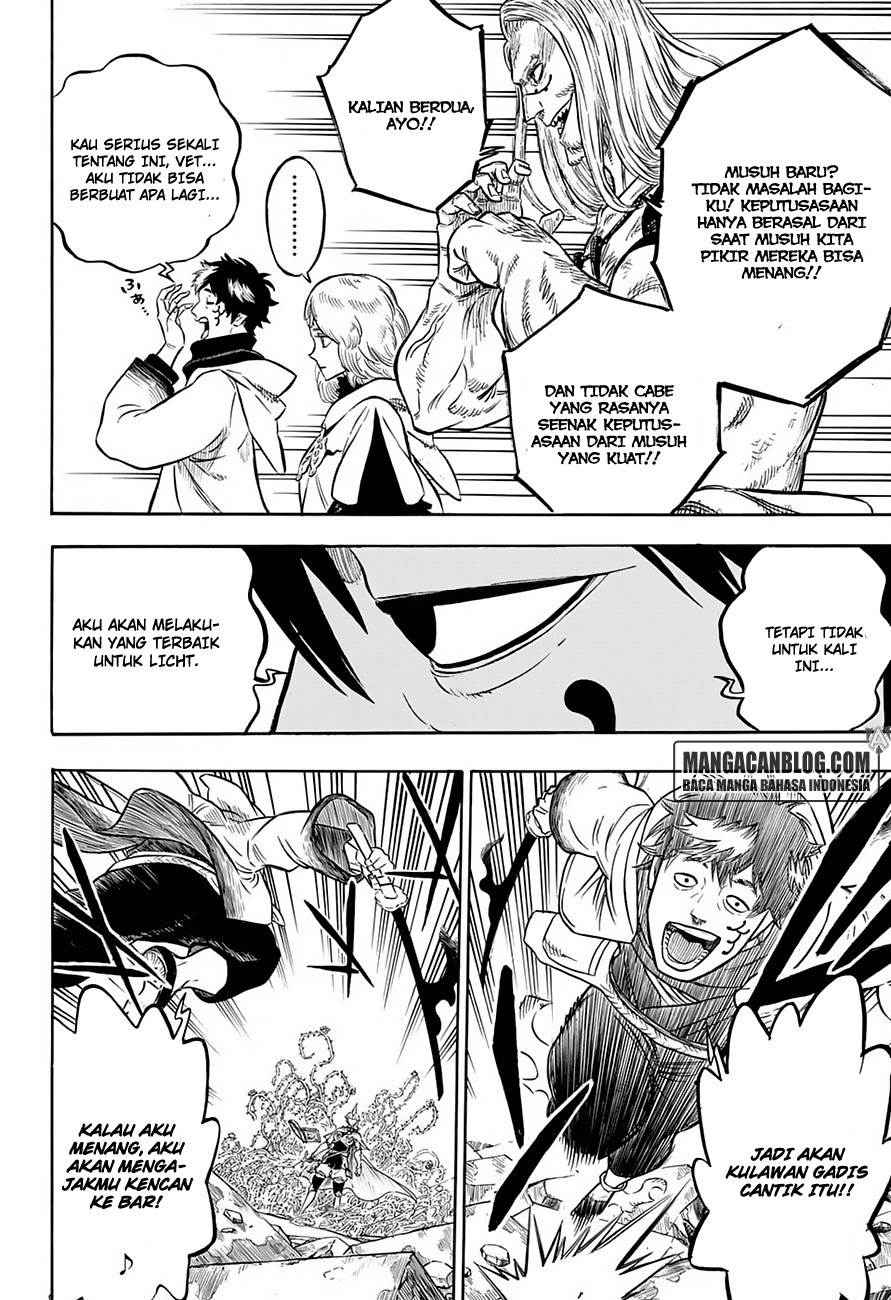 MUSUH BARU?
TIDAK MASALAH BAGI-
KU! KEPUTUSASAAN
HANYA BERASAL DARI
SAAT MUSUH KITA
PIKIR MEREKA BISA
MENANG!!
DAN TIDAK CABE
YANG RASANYA
SEENAK KEPUTUS-
ASAAN DARI MUSUH
YANG KUAT!!
KALIAN BERDUA,
AYO!!
………
KAU SERIUS SEKALI
TENTANG INI, VET...
AKU TIDAK BISA
BERBUAT APA LAGI...
ふぁ…
TETAPI TIDAK
UNTUK KALI
INI...
AKU AKAN MELAKU-
KAN YANG TERBAIK
UNTUK LICHT.
MANGACANBLOG.COM
BACA MANGA BAHASA INDONESIA
JADI AKAN
KULAWAN GADIS
CANTIK ITU!!
KALAU AKU
MENANG, AKU
AKAN MENGA-
JAKMU KENCAN
KE BAR!
♪